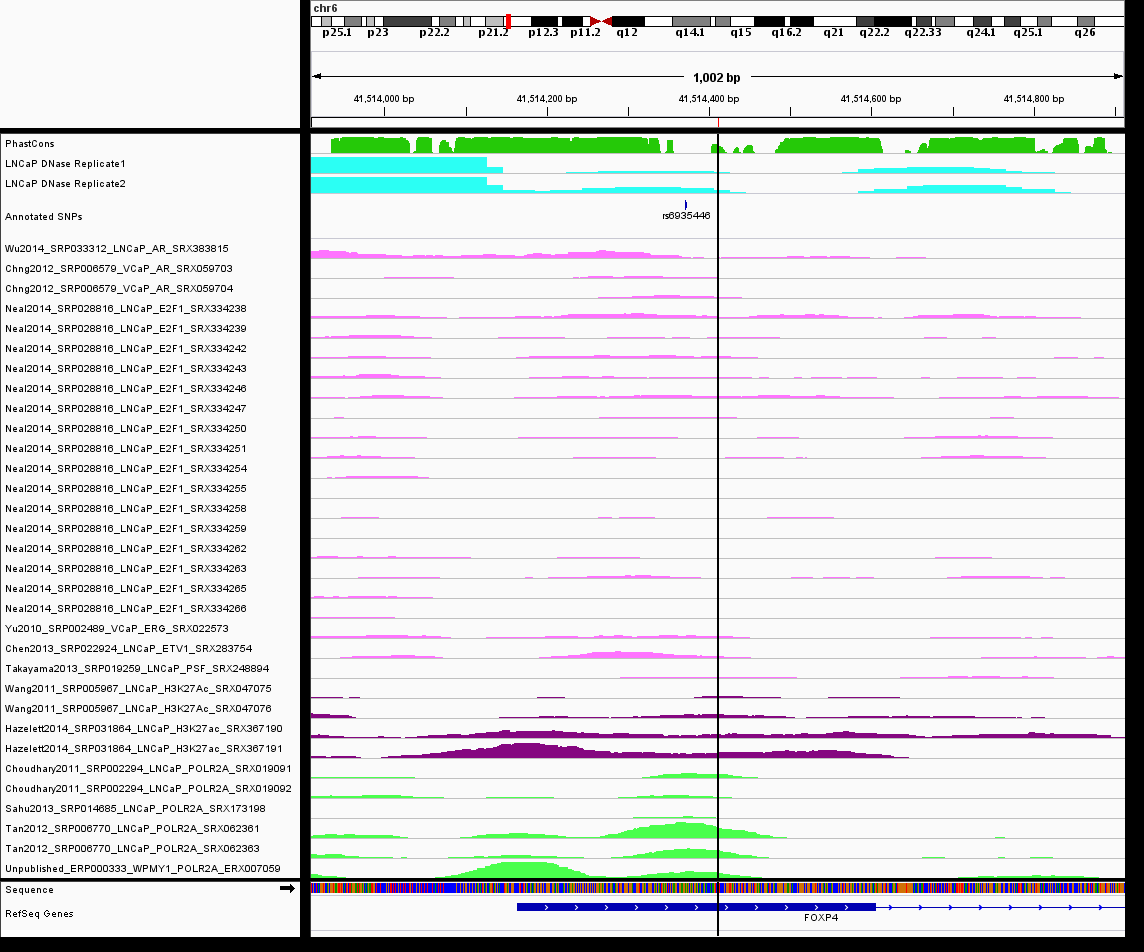 chr6
p25.1 p23 p22.2 p21.2 p12.3 p11.2 q12 q14.1 q15 q16.2 q21 q22.2 q22.33 q24.1 q25.1 q26
1,002 bp
41,514,000 bp 41,514,200 bp 41,514,400 bp 41,514,600 bp 41,514,800 bp
PhastCons
LNCaP DNase Replicate1
LNCaP DNase Replicate2
Annotated SNPs
rs6935446
Wu2014_SRP033312_LNCaP_AR_SRX383815
Chng2012_SRP006579_VCaP_AR_SRX059703
Chng2012_SRP006579_VCaP_AR_SRX059704
Neal2014_SRP028816_LNCaP_E2F1_SRX334238
Neal2014_SRP028816_LNCaP_E2F1_SRX334239
Neal2014_SRP028816_LNCaP_E2F1_SRX334242
Neal2014_SRP028816_LNCaP_E2F1_SRX334243
Neal2014_SRP028816_LNCaP_E2F1_SRX334246
Neal2014_SRP028816_LNCaP_E2F1_SRX334247
Neal2014_SRP028816_LNCaP_E2F1_SRX334250
Neal2014_SRP028816_LNCaP_E2F1_SRX334251
Neal2014_SRP028816_LNCaP_E2F1_SRX334254
Neal2014_SRP028816_LNCaP_E2F1_SRX334255
Neal2014_SRP028816_LNCaP_E2F1_SRX334258
Neal2014_SRP028816_LNCaP_E2F1_SRX334259
Neal2014_SRP028816_LNCaP_E2F1_SRX334262
Neal2014_SRP028816_LNCaP_E2F1_SRX334263
Neal2014_SRP028816_LNCaP_E2F1_SRX334265
Neal2014_SRP028816_LNCaP_E2F1_SRX334266
Yu2010_SRP002489_VCaP_ERG_SRX022573
Chen2013_SRP022924_LNCaP_ETV1_SRX283754
Takayama2013_SRP019259_LNCaP_PSF_SRX248894
Wang2011_SRP005967_LNCaP_H3K27Ac_SRX047075
Wang2011_SRP005967_LNCaP_H3K27Ac_SRX047076
Hazelett2014_SRP031864_LNCaP_H3K27ac_SRX367190
Hazelett2014_SRP031864_LNCaP_H3K27ac_SRX367191
Choudhary2011_SRP002294_LNCaP_POLR2A_SRX019091
Choudhary2011_SRP002294_LNCaP_POLR2A_SRX019092
Sahu2013_SRP014685_LNCaP_POLR2A_SRX173198
Tan2012_SRP006770_LNCaP_POLR2A_SRX062361
Tan2012_SRP006770_LNCaP_POLR2A_SRX062363
Unpublished_ERP000333_WPMY1_POLR2A_ERX007059
Sequence
RefSeq Genes
FOXP4